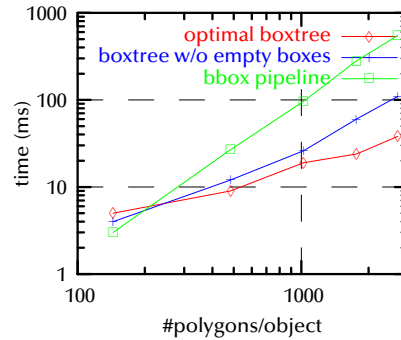 optimal boxtree
boxtree w/o empty boxes
bbox pipeline
time (ms)
1000
100
10
1
100
1000
#polygons/object